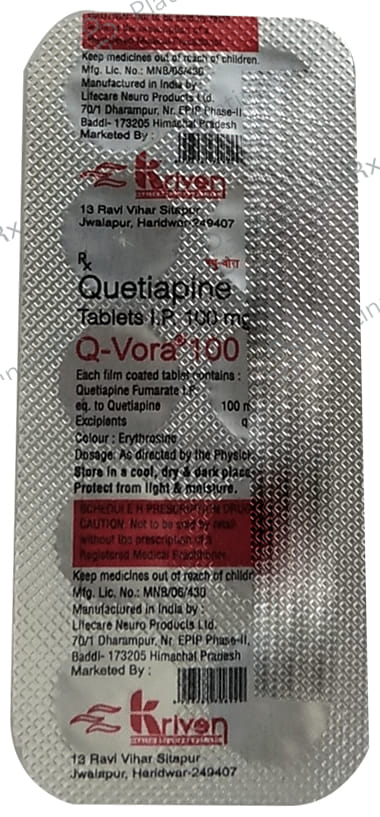 Keep medicines out of reach of children.
Mfg. Lic. No.: MNB/06/430
Manufactured in India by
Lifecare Neuro Products Ltd.
70/1 Dharampur, Nr. EPIP Phase-II,
Baddi- 173205 Himachal Pradesh
Marketed By :
Kriven
13 Ravi Vihar Sitapur
Jwalapur, Haridwar-249407
Rx
क्यु-वोरा
Quetiapine
Tablets I.P. 100 mg
Q-Vora® 100
Each film coated tablet contains :
Quetiapine Fumarate I.P.
eq. to Quetiapine 100 m
Excipients q
Colour : Erythrosine
Dosage: As directed by the Physic
Store in a cool, dry & dark place
Protect from light & moisture.
SCHEDULE H PRESCRIPTION DRUG
CAUTION: Not to be sold by retail
without the prescription of a
Registered Medical Practitioner
Keep medicines out of reach of childr
Mfg. Lic. No.: MNB/06/430
Manufactured in India by :
Lifecare Neuro Products Ltd.
70/1 Dharampur, Nr. EPIP Phase-II,
Baddi- 173205 Himachal Pradesh
Marketed By :
Kriven
13 Ravi Vihar Sitapur
Jwalapur, Haridwar-249407